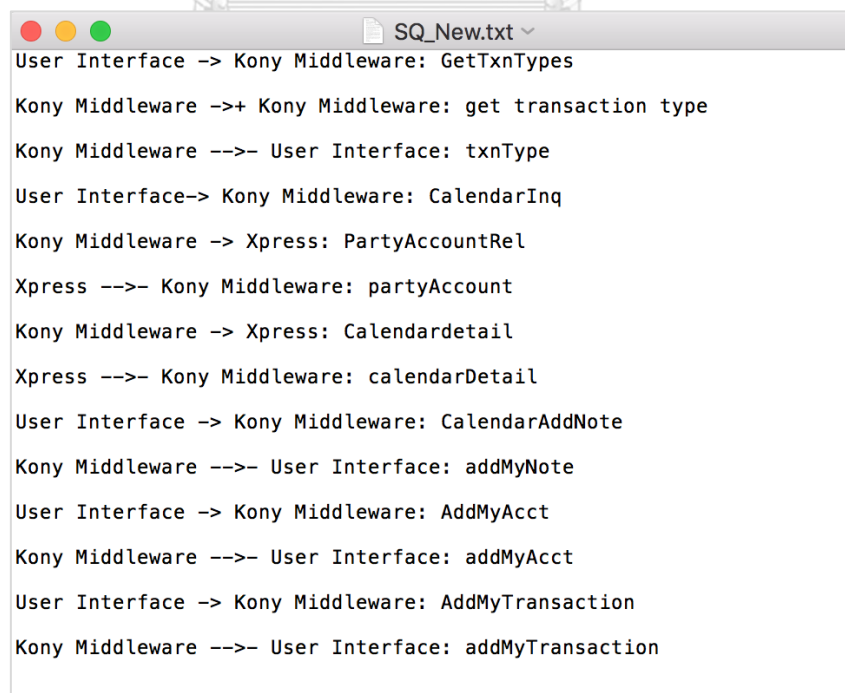 SQ_New.txt
User Interface -> Kony Middleware: GetTxnTypes
Kony Middleware ->+ Kony Middleware: get transaction type
Kony Middleware -->- User Interface: txnType
User Interface-> Kony Middleware: CalendarInq
Kony Middleware -> Xpress: PartyAccountRel
Xpress -->- Kony Middleware: partyAccount
Kony Middleware -> Xpress: Calendardetail
Xpress -->- Kony Middleware: calendarDetail
User Interface -> Kony Middleware: CalendarAddNote
Kony Middleware -->- User Interface: addMyNote
User Interface -> Kony Middleware: AddMyAcct
Kony Middleware -->- User Interface: addMyAcct
User Interface -> Kony Middleware: AddMyTransaction
Kony Middleware -->- User Interface: addMyTransaction